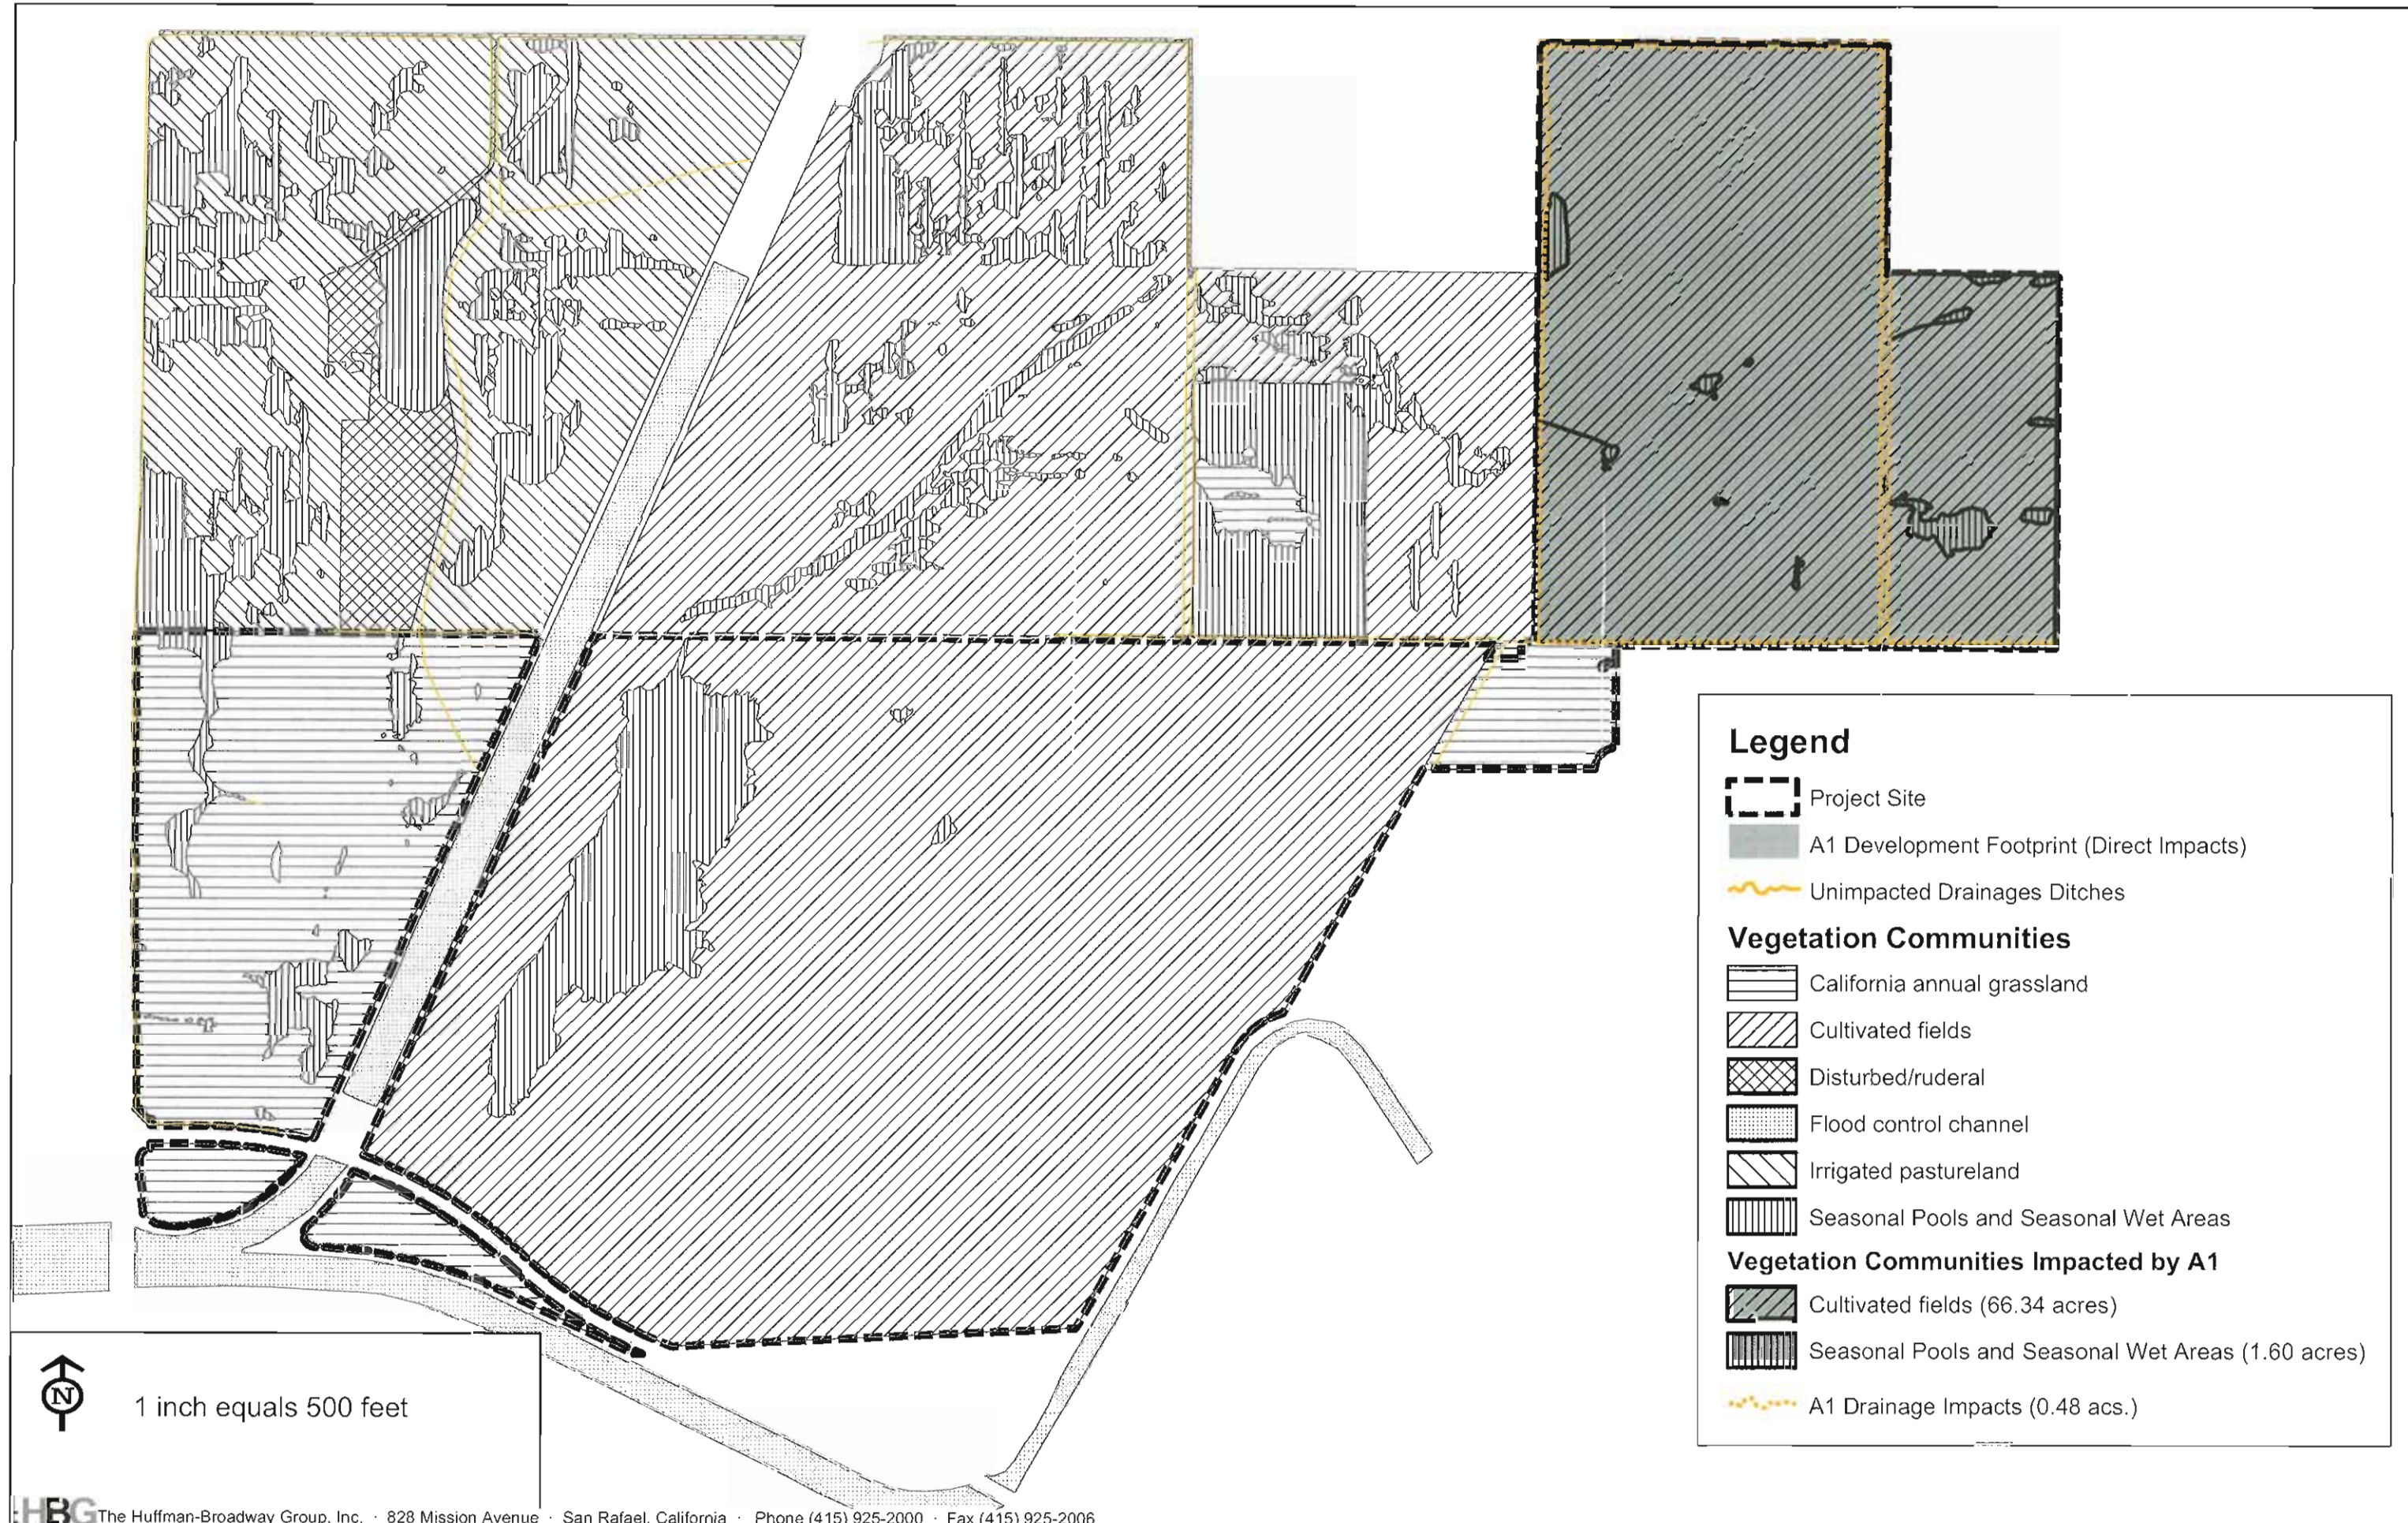 Legend
Project Site
A1 Development Footprint (Direct Impacts)
Unimpacted Drainages Ditches
Vegetation Communities
California annual grassland
Cultivated fields
Disturbed/ruderal
Flood control channel
Irrigated pastureland
Seasonal Pools and Seasonal Wet Areas
Vegetation Communities Impacted by A1
Cultivated fields (66.34 acres)
Seasonal Pools and Seasonal Wet Areas (1.60 acres)
A1 Drainage Impacts (0.48 acs.)
N
1 inch equals 500 feet
HBG The Huffman-Broadway Group, Inc. · 828 Mission Avenue · San Rafael, California · Phone (415) 925-2000 · Fax (415) 925-2006